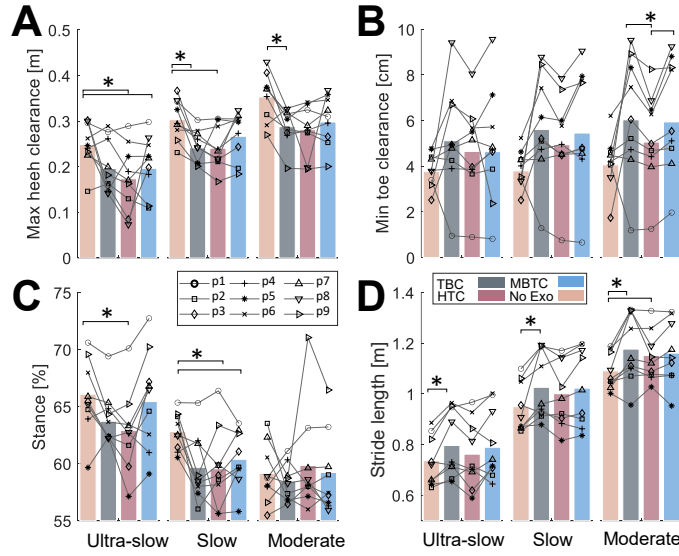 A
Max heeh clearance [m]
0.5
0.4
0.3
0.2
0.1
0
*
*
*
B
Min toe clearance [cm]
10
8
6
4
2
0
*
C
Stance [%]
75
70
65
60
55
*
*
p1 p4 p7
p2 p5 p8
p3 p6 p9
Ultra-slow Slow Moderate
D
Stride length [m]
1.4
1.2
1
0.8
0.6
TBC MBTC
HTC No Exo
*
*
*
Ultra-slow Slow Moderate